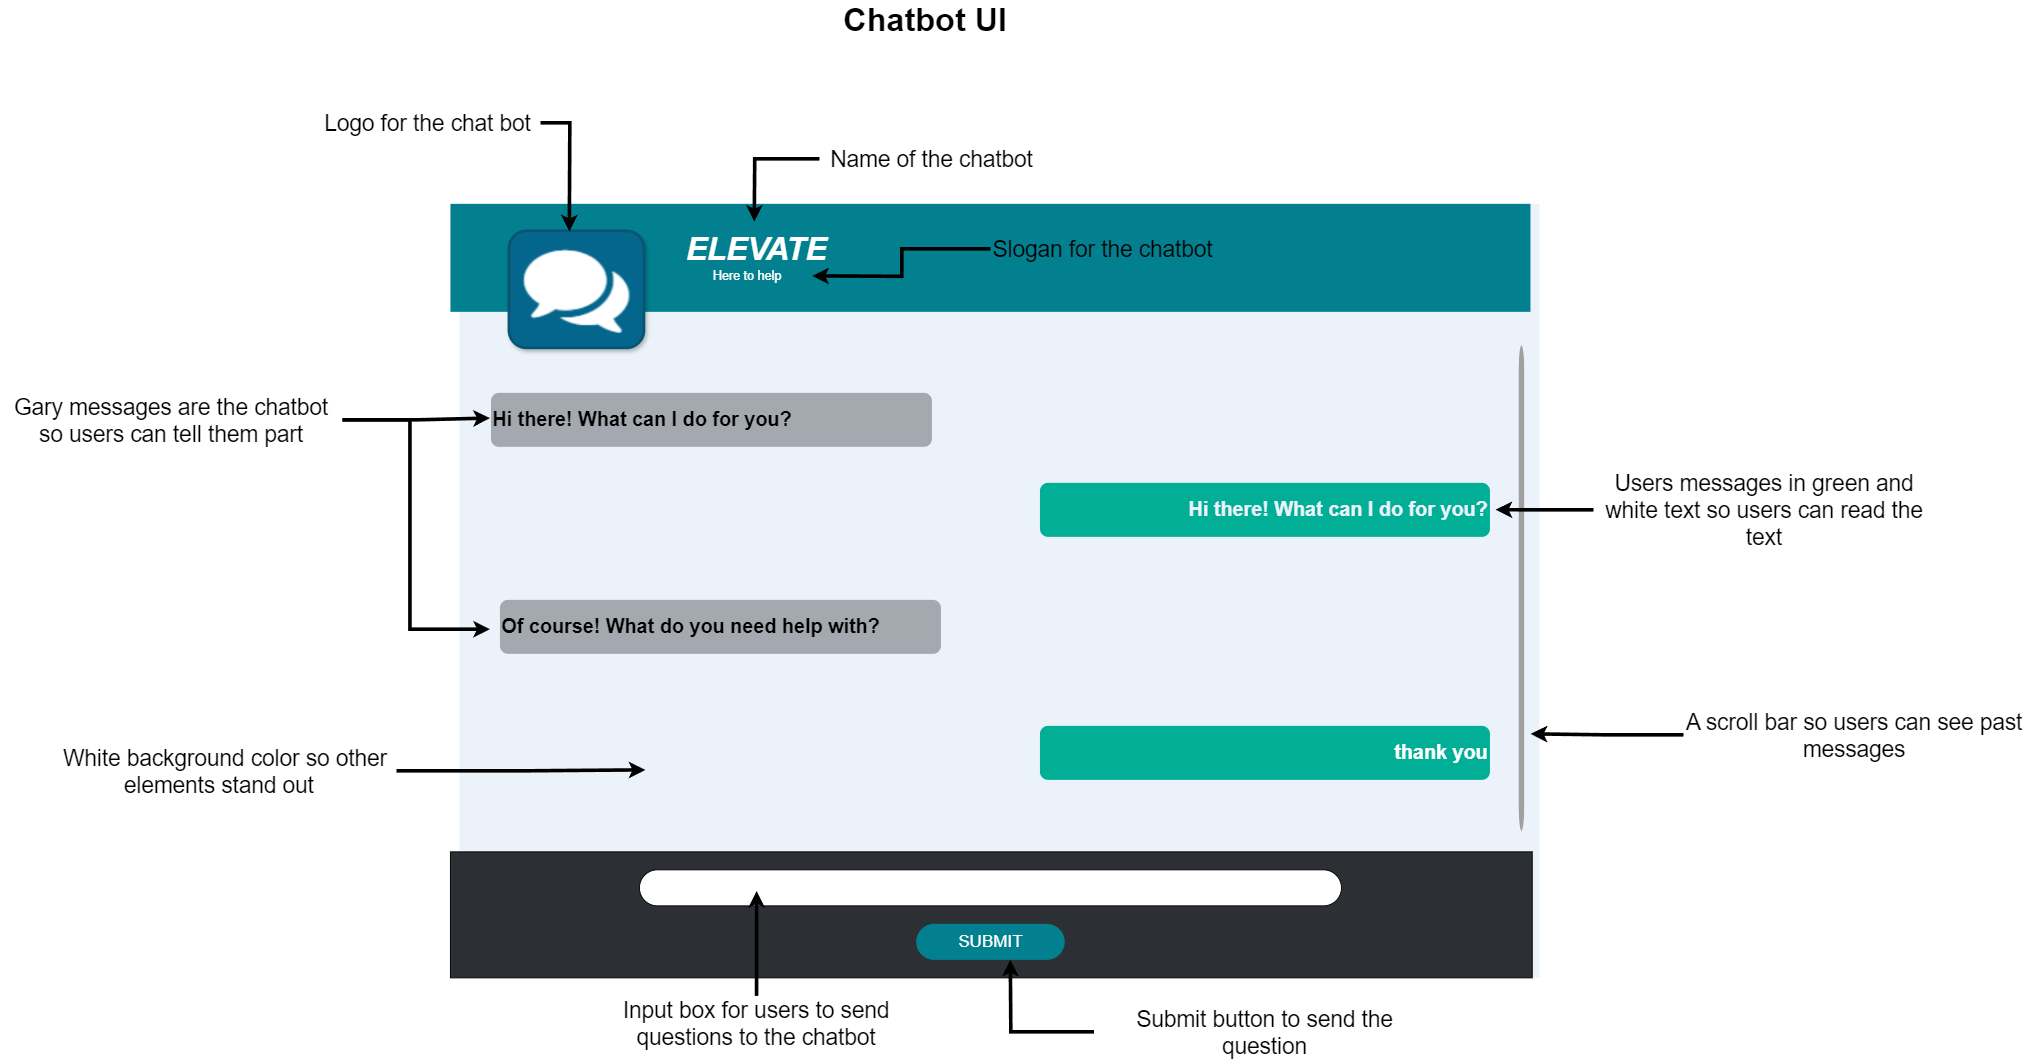 Chatbot UI
Logo for the chat bot
Name of the chatbot
ELEVATE
Here to help
Slogan for the chatbot
Gary messages are the chatbot
so users can tell them part
Hi there! What can I do for you?
Hi there! What can I do for you?
Users messages in green and
white text so users can read the
text
Of course! What do you need help with?
A scroll bar so users can see past
messages
White background color so other
elements stand out
thank you
SUBMIT
Input box for users to send
questions to the chatbot
Submit button to send the
question